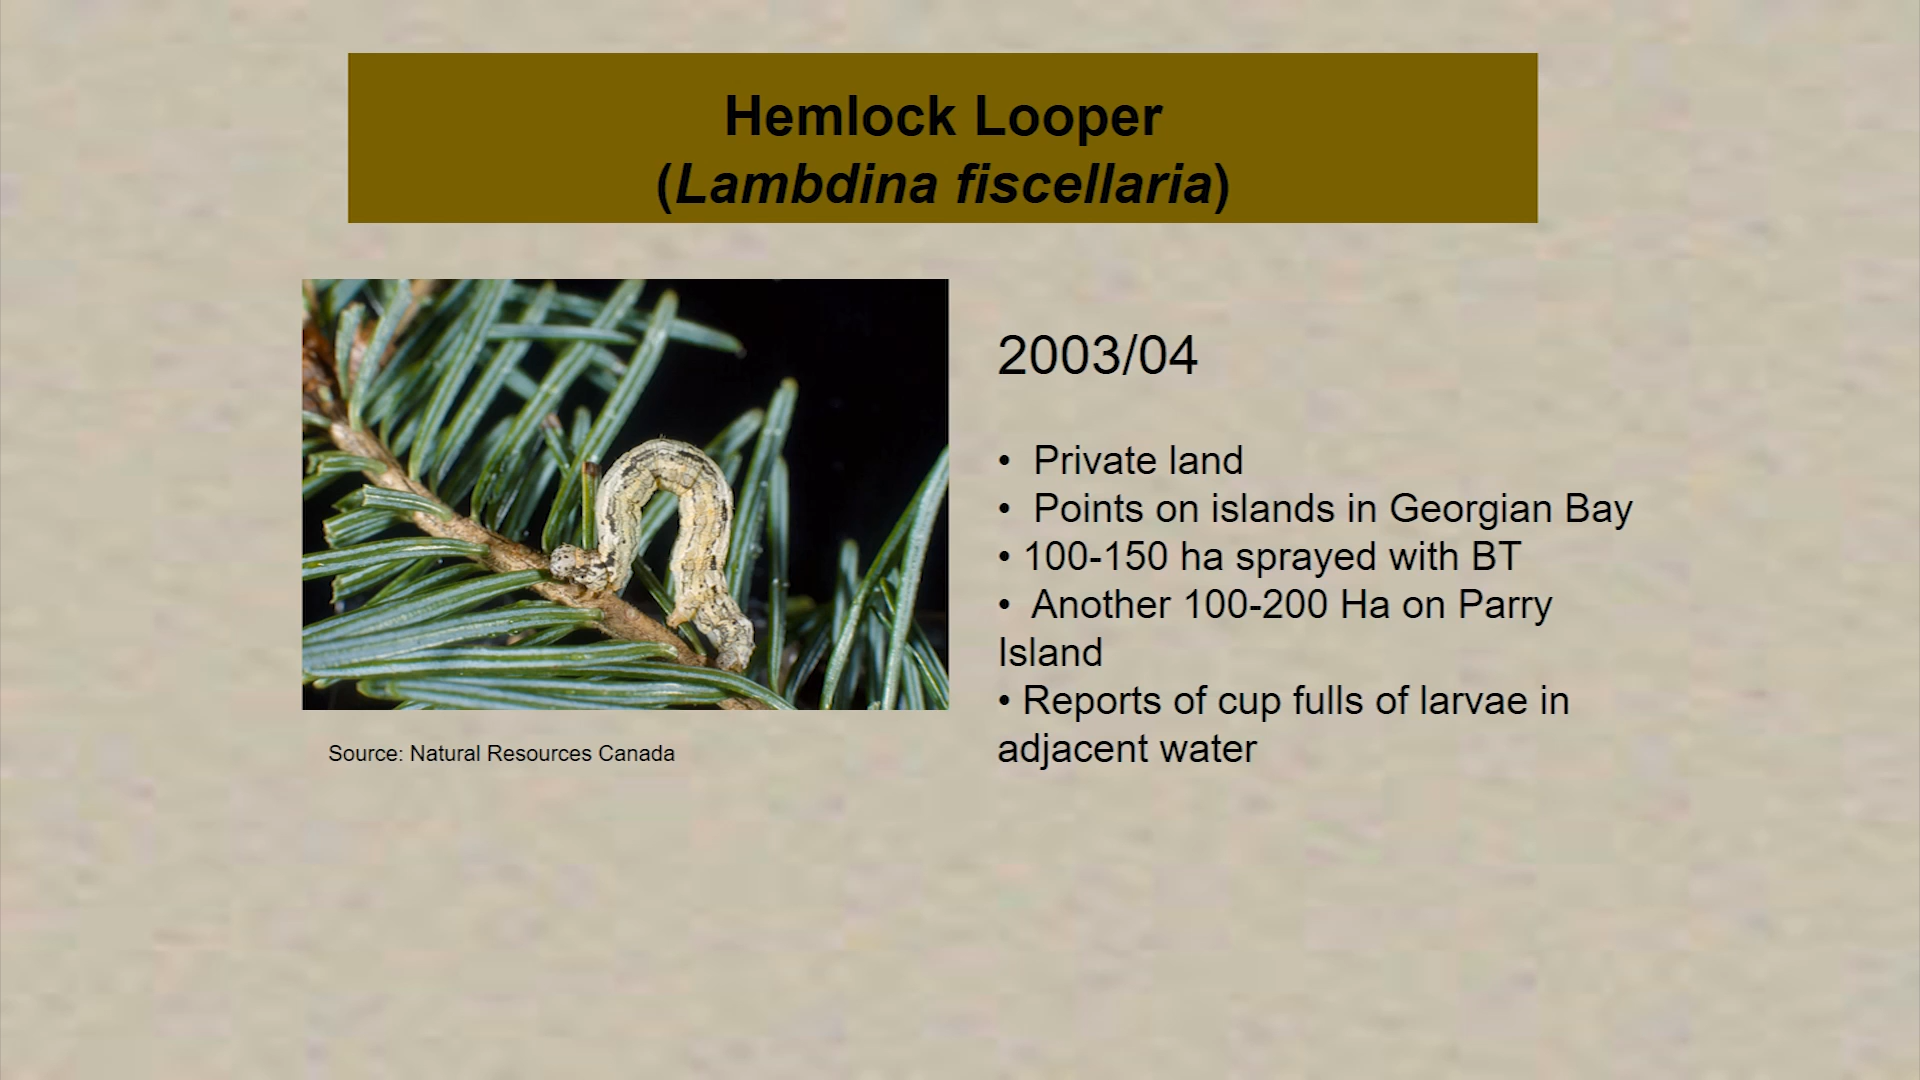 Hemlock Looper
(Lambdina fiscellaria)
2003/04
• Private land
• Points on islands in Georgian Bay
• 100-150 ha sprayed with BT
• Another 100-200 Ha on Parry
Island
• Reports of cup fulls of larvae in
adjacent water
Source: Natural Resources Canada